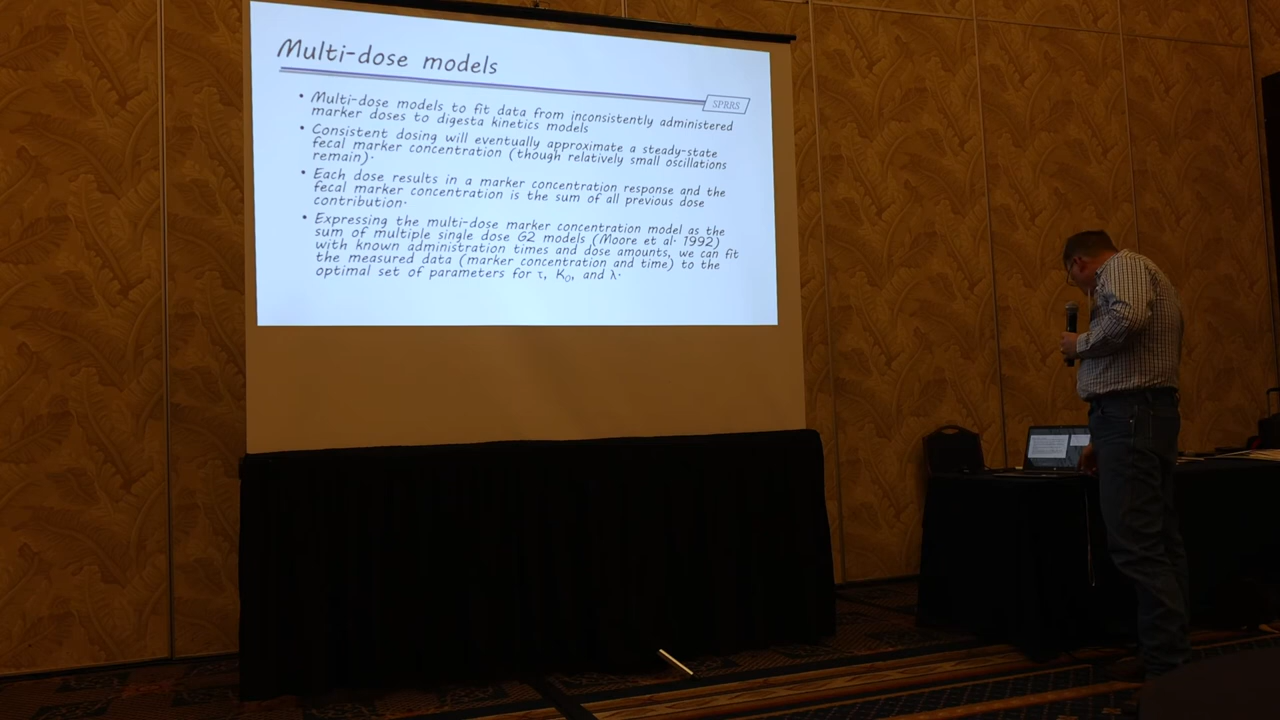 Multi-dose models
SPRRS
• Multi-dose models to fit data from inconsistently administered
marker doses to digesta kinetics models
• Consistent dosing will eventually approximate a steady-state
fecal marker concentration (though relatively small oscillations
remain).
• Each dose results in a marker concentration response and the
fecal marker concentration is the sum of all previous dose
contribution.
• Expressing the multi-dose marker concentration model as the
sum of multiple single dose G2 models (Moore et al. 1992)
with known administration times and dose amounts, we can fit
the measured data (marker concentration and time) to the
optimal set of parameters for τ, K₀, and λ.